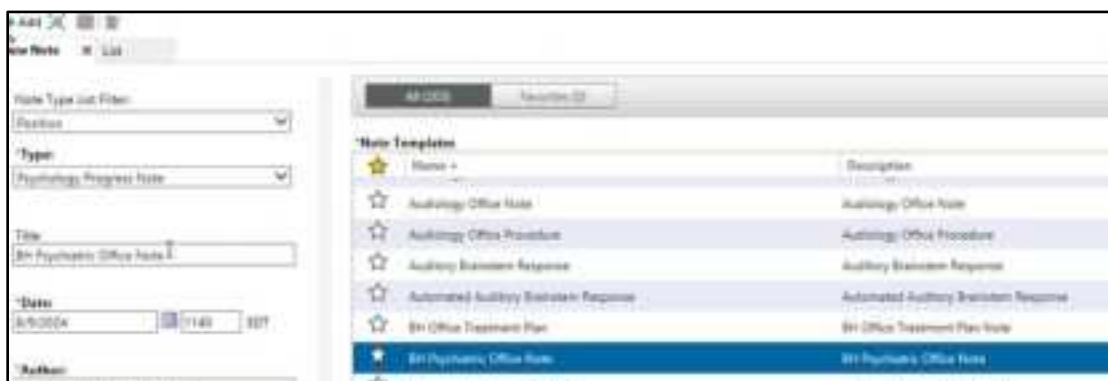 Add
New Note × List
Note Type List Filter:
Position
*Type:
Psychology Progress Note
Title:
BH Psychiatric Office Note
*Date:
8/9/2024 1140 EDT
*Author:
All Favorites
*Note Templates
Name Description
Audiology Office Note Audiology Office Note
Audiology Office Procedure Audiology Office Procedure
Auditory Brainstem Response Auditory Brainstem Response
Automated Auditory Brainstem Response Automated Auditory Brainstem Response
BH Office Treatment Plan BH Office Treatment Plan Note
BH Psychiatric Office Note BH Psychiatric Office Note